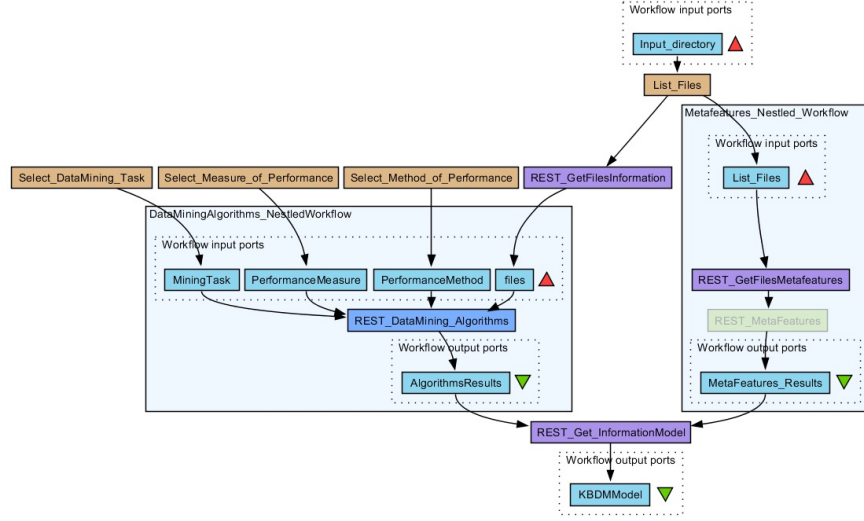 Workflow input ports
Input_directory
List_Files
Metafeatures_Nested_Workflow
Workflow input ports
Select_DataMining_Task
Select_Measure_of_Performance
Select_Method_of_Performance
REST_GetFilesInformation
List_Files
DataMiningAlgorithms_NestledWorkflow
Workflow input ports
MiningTask
PerformanceMeasure
PerformanceMethod
files
REST_GetFilesMetafeatures
REST_DataMining_Algorithms
REST_MetaFeatures
Workflow output ports
Workflow output ports
AlgorithmsResults
MetaFeatures_Results
REST_Get_InformationModel
Workflow output ports
KBDMModel